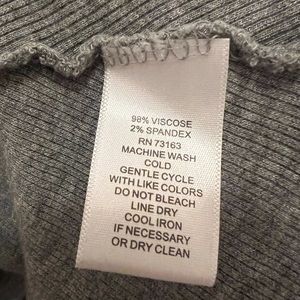 98% VISCOSE
2% SPANDEX
RN 73163
MACHINE WASH
COLD
GENTLE CYCLE
WITH LIKE COLORS
DO NOT BLEACH
LINE DRY
COOL IRON
IF NECESSARY
OR DRY CLEAN